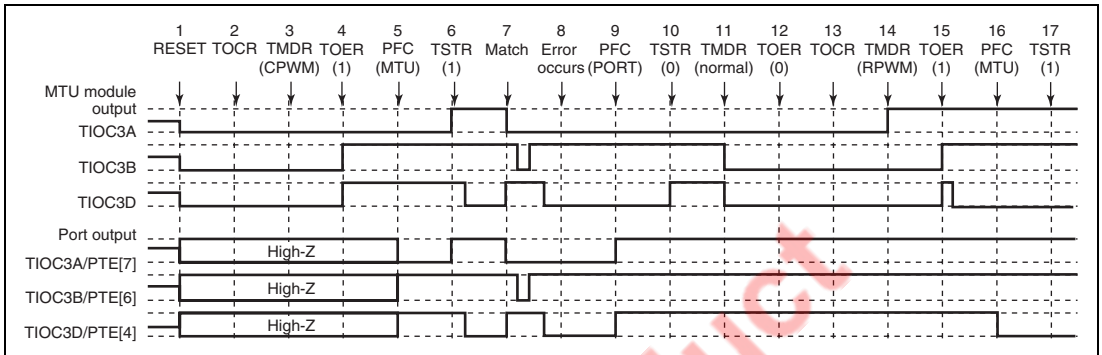 1 2 3 4 5 6 7 8 9 10 11 12 13 14 15 16 17
RESET TOCR TMDR TOER PFC TSTR Match Error PFC TSTR TMDR TOER TOCR TMDR TOER PFC TSTR
(CPWM) (1) (MTU) (1) occurs (PORT) (0) (normal) (0) (RPWM) (1) (MTU) (1)
MTU module
output
TIOC3A
TIOC3B
TIOC3D
Port output
High-Z
TIOC3A/PTE[7]
High-Z
TIOC3B/PTE[6]
High-Z
TIOC3D/PTE[4]